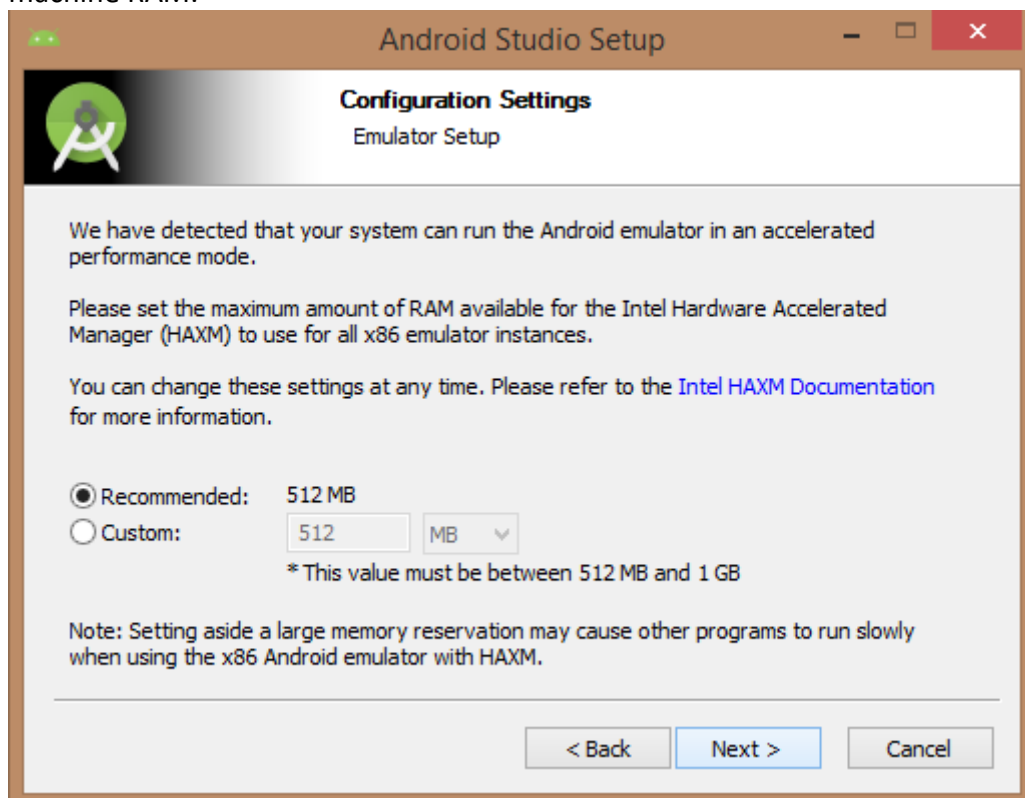 machine RAM.
Android Studio Setup
Configuration Settings
Emulator Setup
We have detected that your system can run the Android emulator in an accelerated
performance mode.
Please set the maximum amount of RAM available for the Intel Hardware Accelerated
Manager (HAXM) to use for all x86 emulator instances.
You can change these settings at any time. Please refer to the Intel HAXM Documentation
for more information.
Recommended: 512 MB
Custom: 512 MB
* This value must be between 512 MB and 1 GB
Note: Setting aside a large memory reservation may cause other programs to run slowly
when using the x86 Android emulator with HAXM.
< Back Next > Cancel